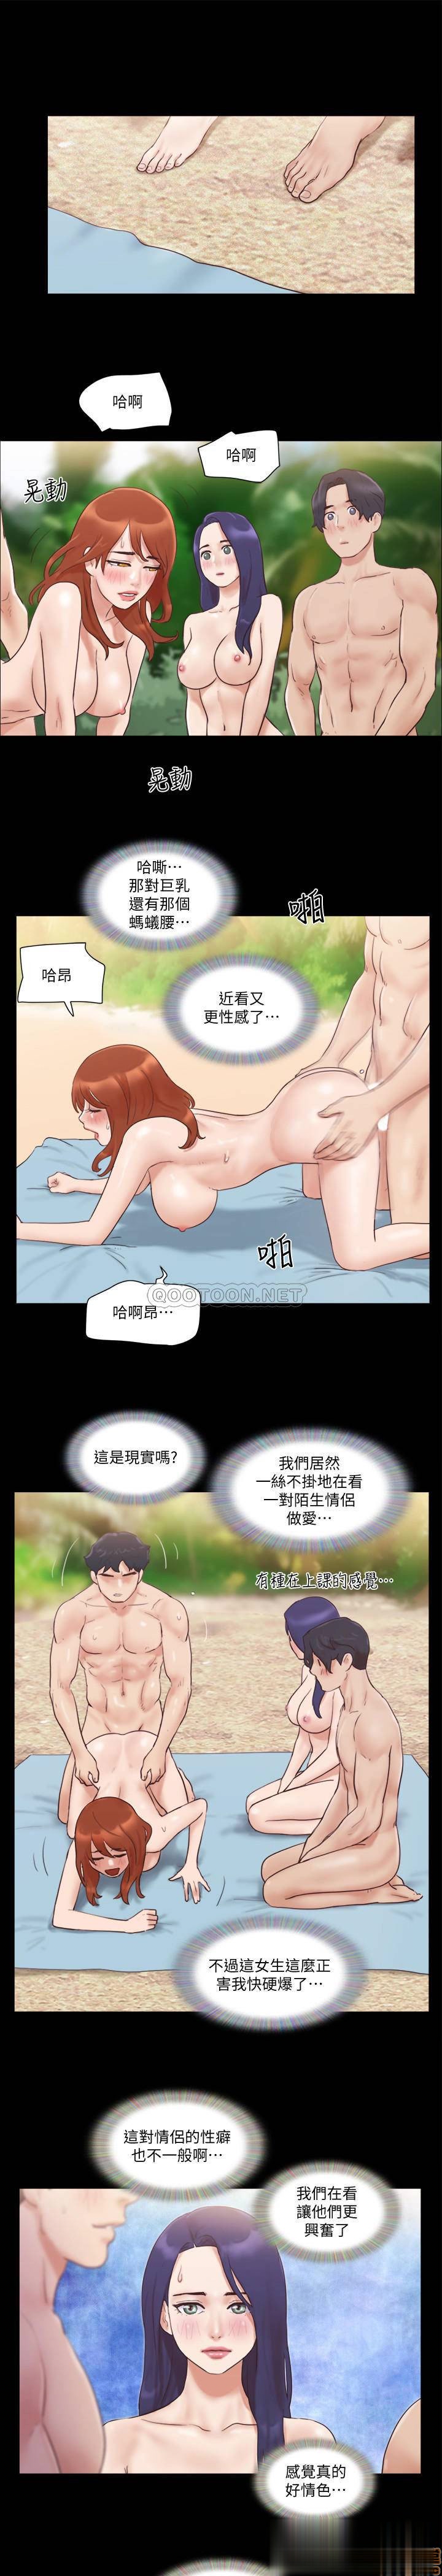 哈啊
哈啊
晃動
晃動
哈嘶…
那對巨乳
還有那個
螞蟻腰…
啪
哈昂
近看又
更性感了…
啪
哈啊昂…
QOOTOON.NET
這是現實嗎?
我們居然
一絲不掛地在看
一對陌生情侶
做愛…
有種在上課的感覺…
不過這女生這麼正
害我快硬爆了…
這對情侶的性癖
也不一般啊…
我們在看
讓他們更
興奮了
感覺真的
好情色…